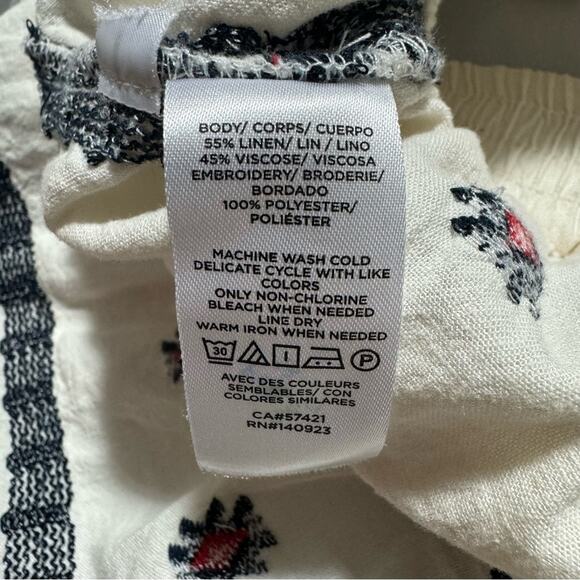 BODY/ CORPS/ CUERPO
55% LINEN/ LIN / LINO
45% VISCOSE/ VISCOSA
EMBROIDERY/ BRODERIE/
BORDADO
100% POLYESTER/
POLIÉSTER
MACHINE WASH COLD
DELICATE CYCLE WITH LIKE
COLORS
ONLY NON-CHLORINE
BLEACH WHEN NEEDED
LINE DRY
WARM IRON WHEN NEEDED
30 P
AVEC DES COULEURS
SEMBLABLES/ CON
COLORES SIMILARES
CA#57421
RN#140923